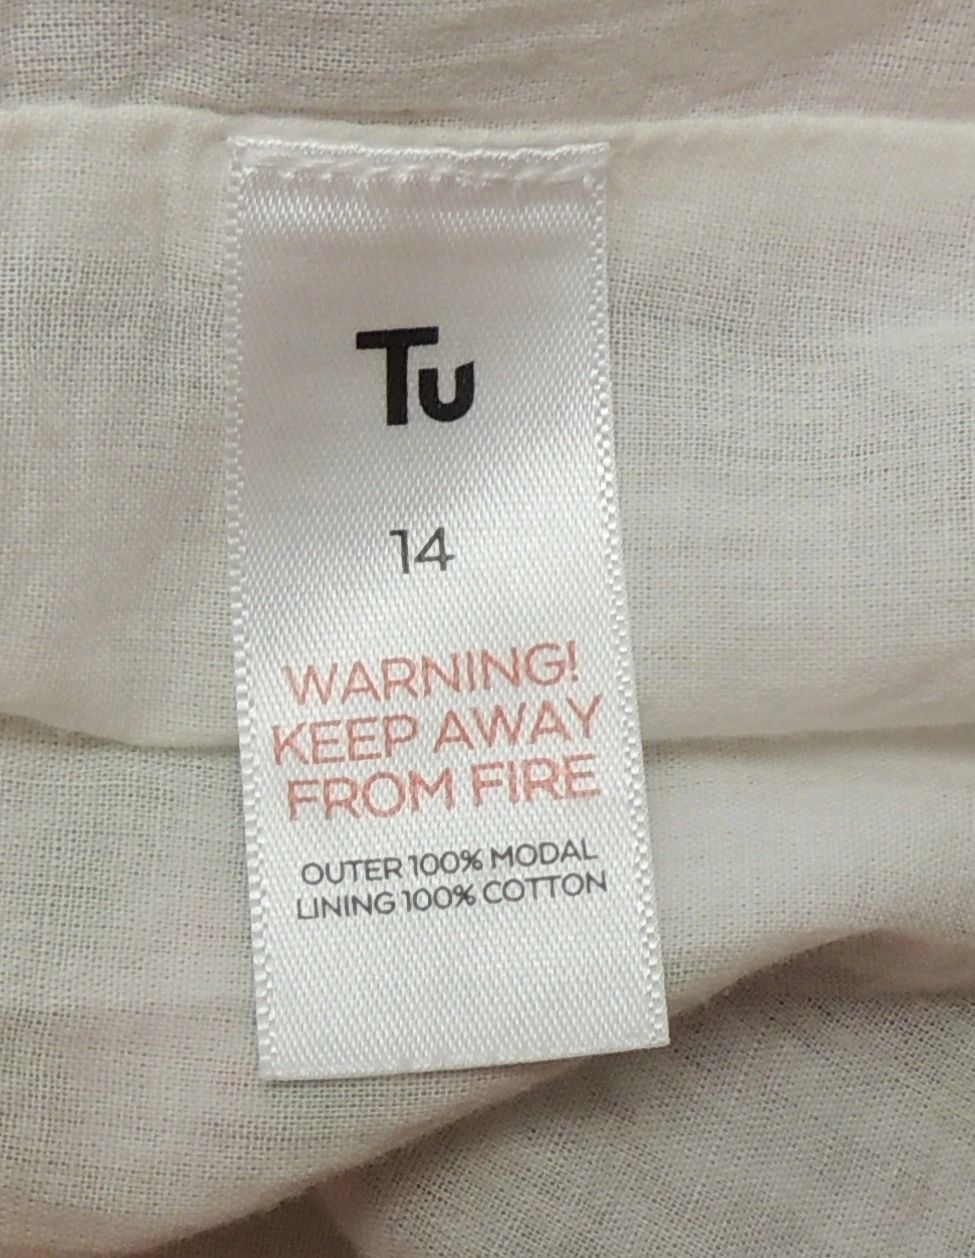 Tu
14
WARNING!
KEEP AWAY
FROM FIRE
OUTER 100% MODAL
LINING 100% COTTON